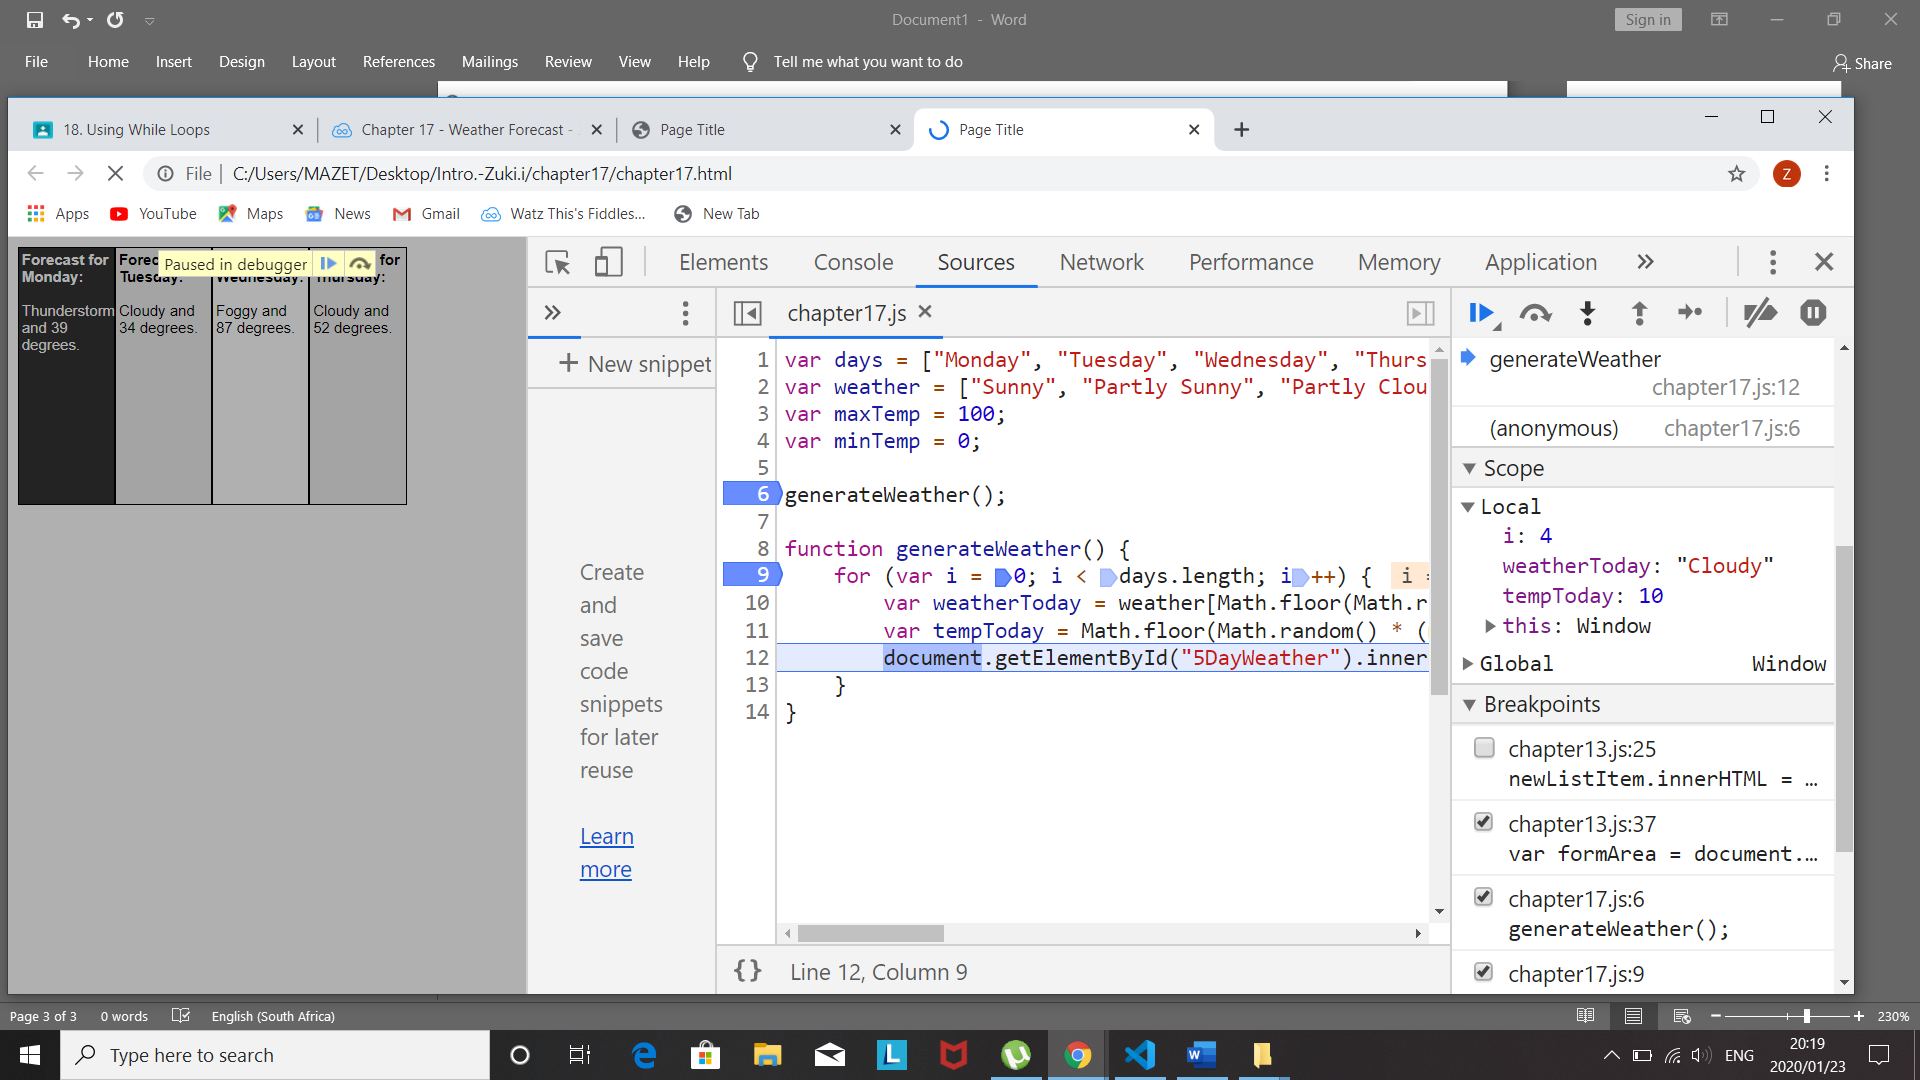 Document1 - Word
Sign in
File Home Insert Design Layout References Mailings Review View Help Tell me what you want to do
Share
18. Using While Loops
Chapter 17 - Weather Forecast -
Page Title
Page Title
File | C:/Users/MAZET/Desktop/Intro.-Zuki.i/chapter17/chapter17.html
Z
Apps YouTube Maps News Gmail Watz This's Fiddles... New Tab
Forecast for Monday:
Thunderstorm and 39 degrees.
Tuesday:
Cloudy and 34 degrees.
Wednesday:
Foggy and 87 degrees.
for
Thursday:
Cloudy and 52 degrees.
Paused in debugger
Elements Console Sources Network Performance Memory Application »
»
+ New snippet
Create
and
save
code
snippets
for later
reuse
Learn
more
chapter17.js
1 var days = ["Monday", "Tuesday", "Wednesday", "Thurs
2 var weather = ["Sunny", "Partly Sunny", "Partly Clou
3 var maxTemp = 100;
4 var minTemp = 0;
5
6 generateWeather();
7
8 function generateWeather() {
9 for (var i = 0; i < days.length; i++) { i =
10 var weatherToday = weather[Math.floor(Math.r
11 var tempToday = Math.floor(Math.random() * (
12 document.getElementById("5DayWeather").inner
13 }
14 }
{} Line 12, Column 9
generateWeather
chapter17.js:12
(anonymous) chapter17.js:6
Scope
Local
i: 4
weatherToday: "Cloudy"
tempToday: 10
this: Window
Global Window
Breakpoints
chapter13.js:25
newListItem.innerHTML = …
chapter13.js:37
var formArea = document.…
chapter17.js:6
generateWeather();
chapter17.js:9
Page 3 of 3 0 words English (South Africa)
230%
Type here to search
ENG
20:19
2020/01/23